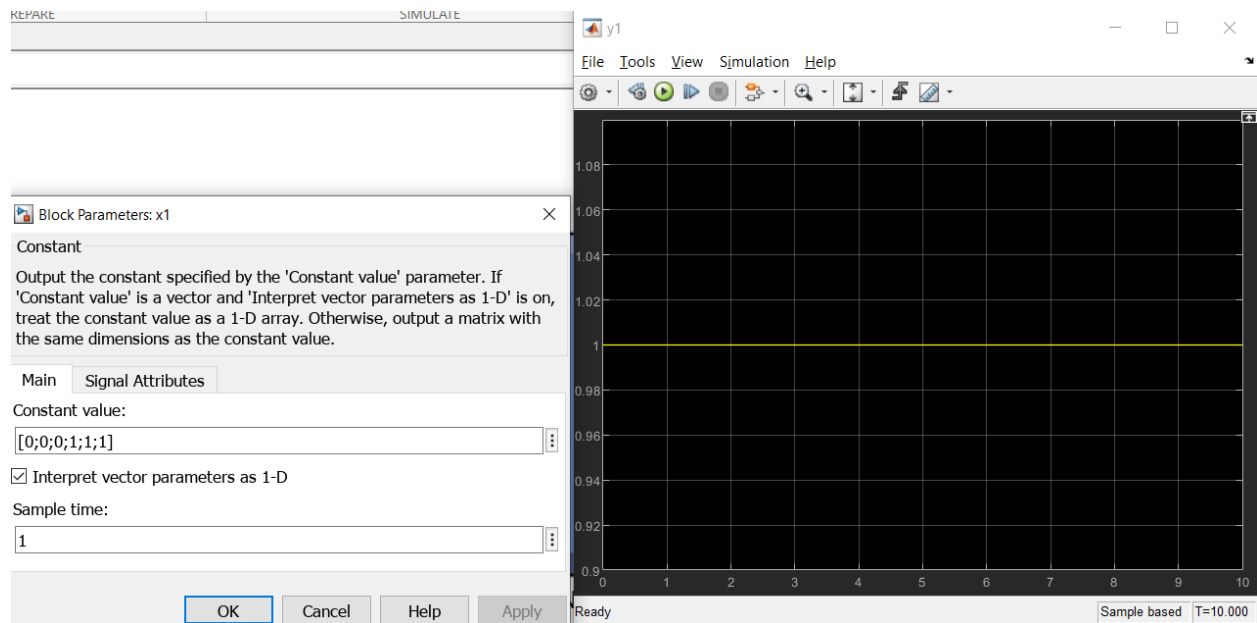 REPARE
SIMULATE
Block Parameters: x1
Constant
Output the constant specified by the 'Constant value' parameter. If
'Constant value' is a vector and 'Interpret vector parameters as 1-D' is on,
treat the constant value as a 1-D array. Otherwise, output a matrix with
the same dimensions as the constant value.
Main Signal Attributes
Constant value:
[0;0;0;1;1;1]
Interpret vector parameters as 1-D
Sample time:
1
OK Cancel Help Apply
y1
File Tools View Simulation Help
1.08
1.06
1.04
1.02
1
0.98
0.96
0.94
0.92
0.9
0 1 2 3 4 5 6 7 8 9 10
Ready Sample based T=10.000